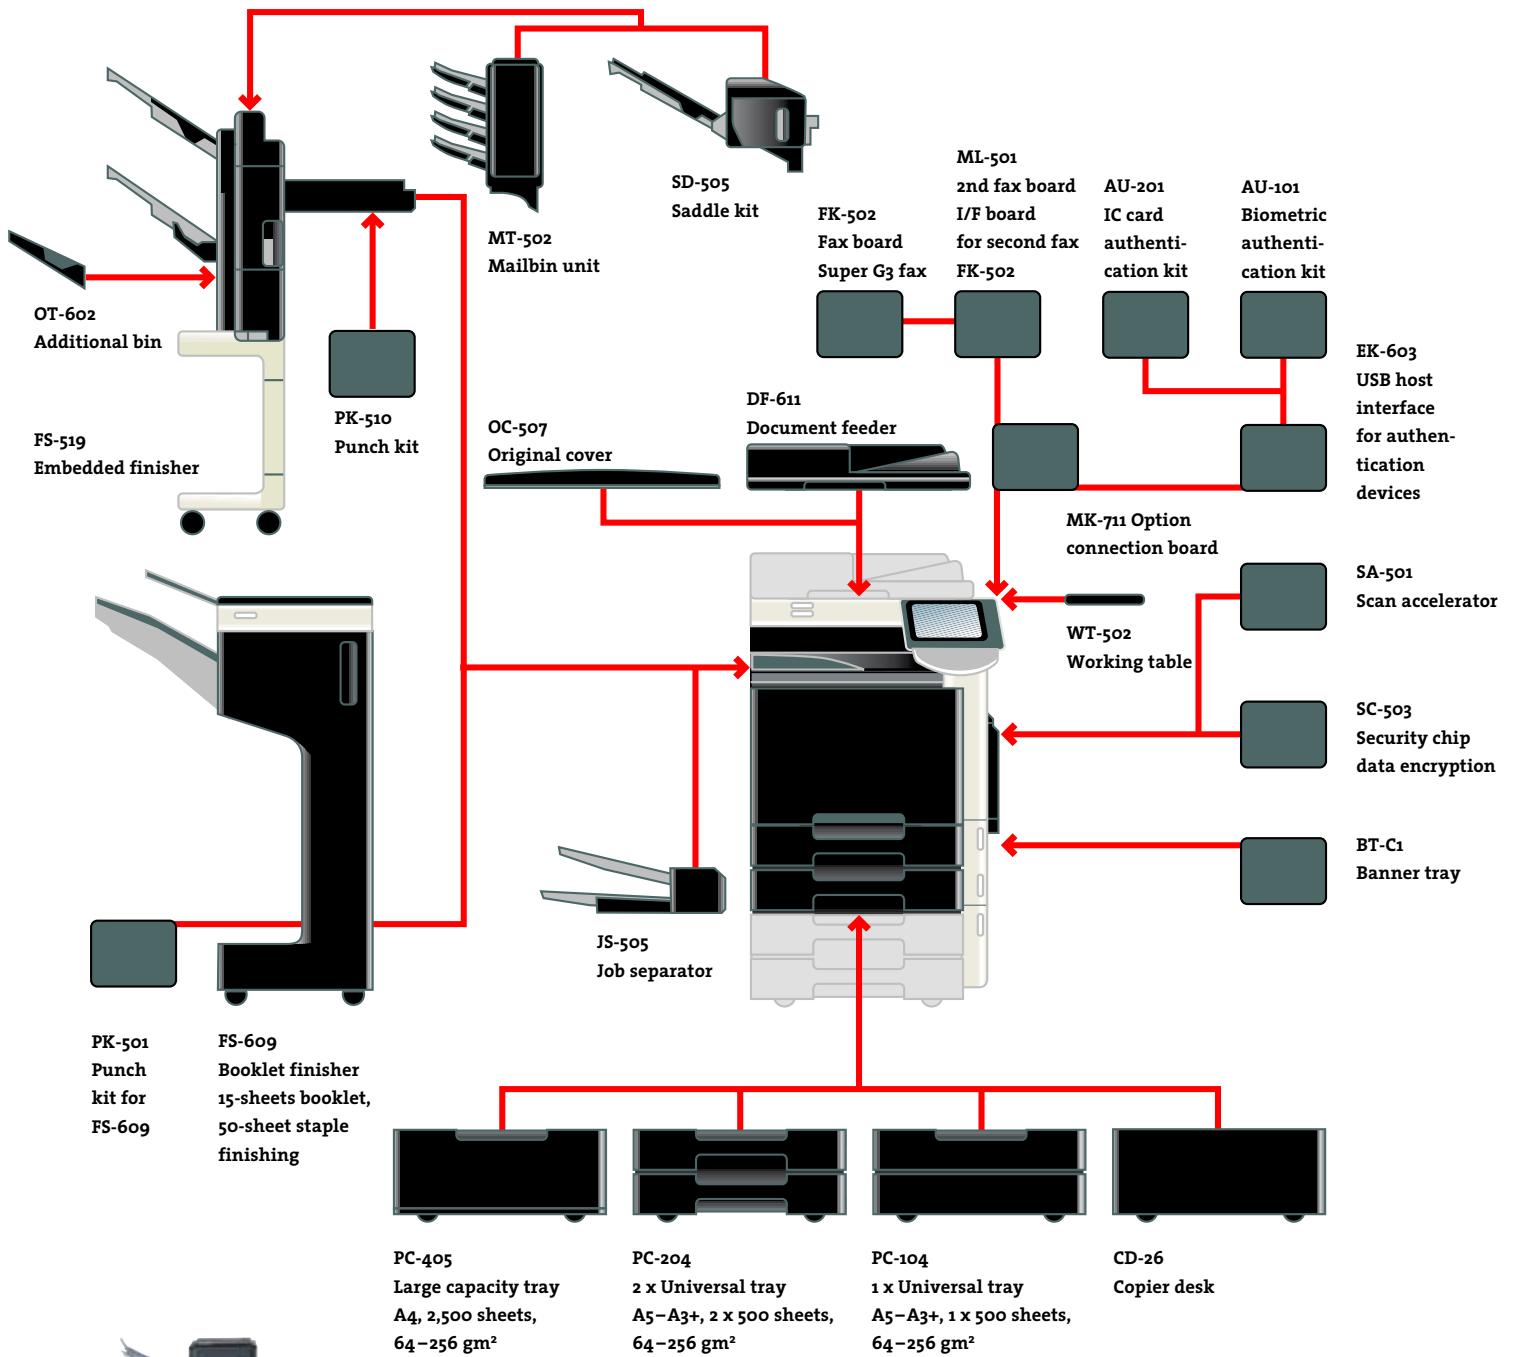 SD-505
Saddle kit
MT-502
Mailbin unit
ML-501
2nd fax board
I/F board
for second fax
FK-502
FK-502
Fax board
Super G3 fax
AU-201
IC card
authenti-
cation kit
AU-101
Biometric
authenti-
cation kit
OT-602
Additional bin
EK-603
USB host
interface
for authen-
tication
devices
PK-510
Punch kit
FS-519
Embedded finisher
OC-507
Original cover
DF-611
Document feeder
MK-711 Option
connection board
SA-501
Scan accelerator
WT-502
Working table
SC-503
Security chip
data encryption
BT-C1
Banner tray
JS-505
Job separator
PK-501
Punch
kit for
FS-609
FS-609
Booklet finisher
15-sheets booklet,
50-sheet staple
finishing
PC-405
Large capacity tray
A4, 2,500 sheets,
64–256 gm²
PC-204
2 x Universal tray
A5–A3+, 2 x 500 sheets,
64–256 gm²
PC-104
1 x Universal tray
A5–A3+, 1 x 500 sheets,
64–256 gm²
CD-26
Copier desk